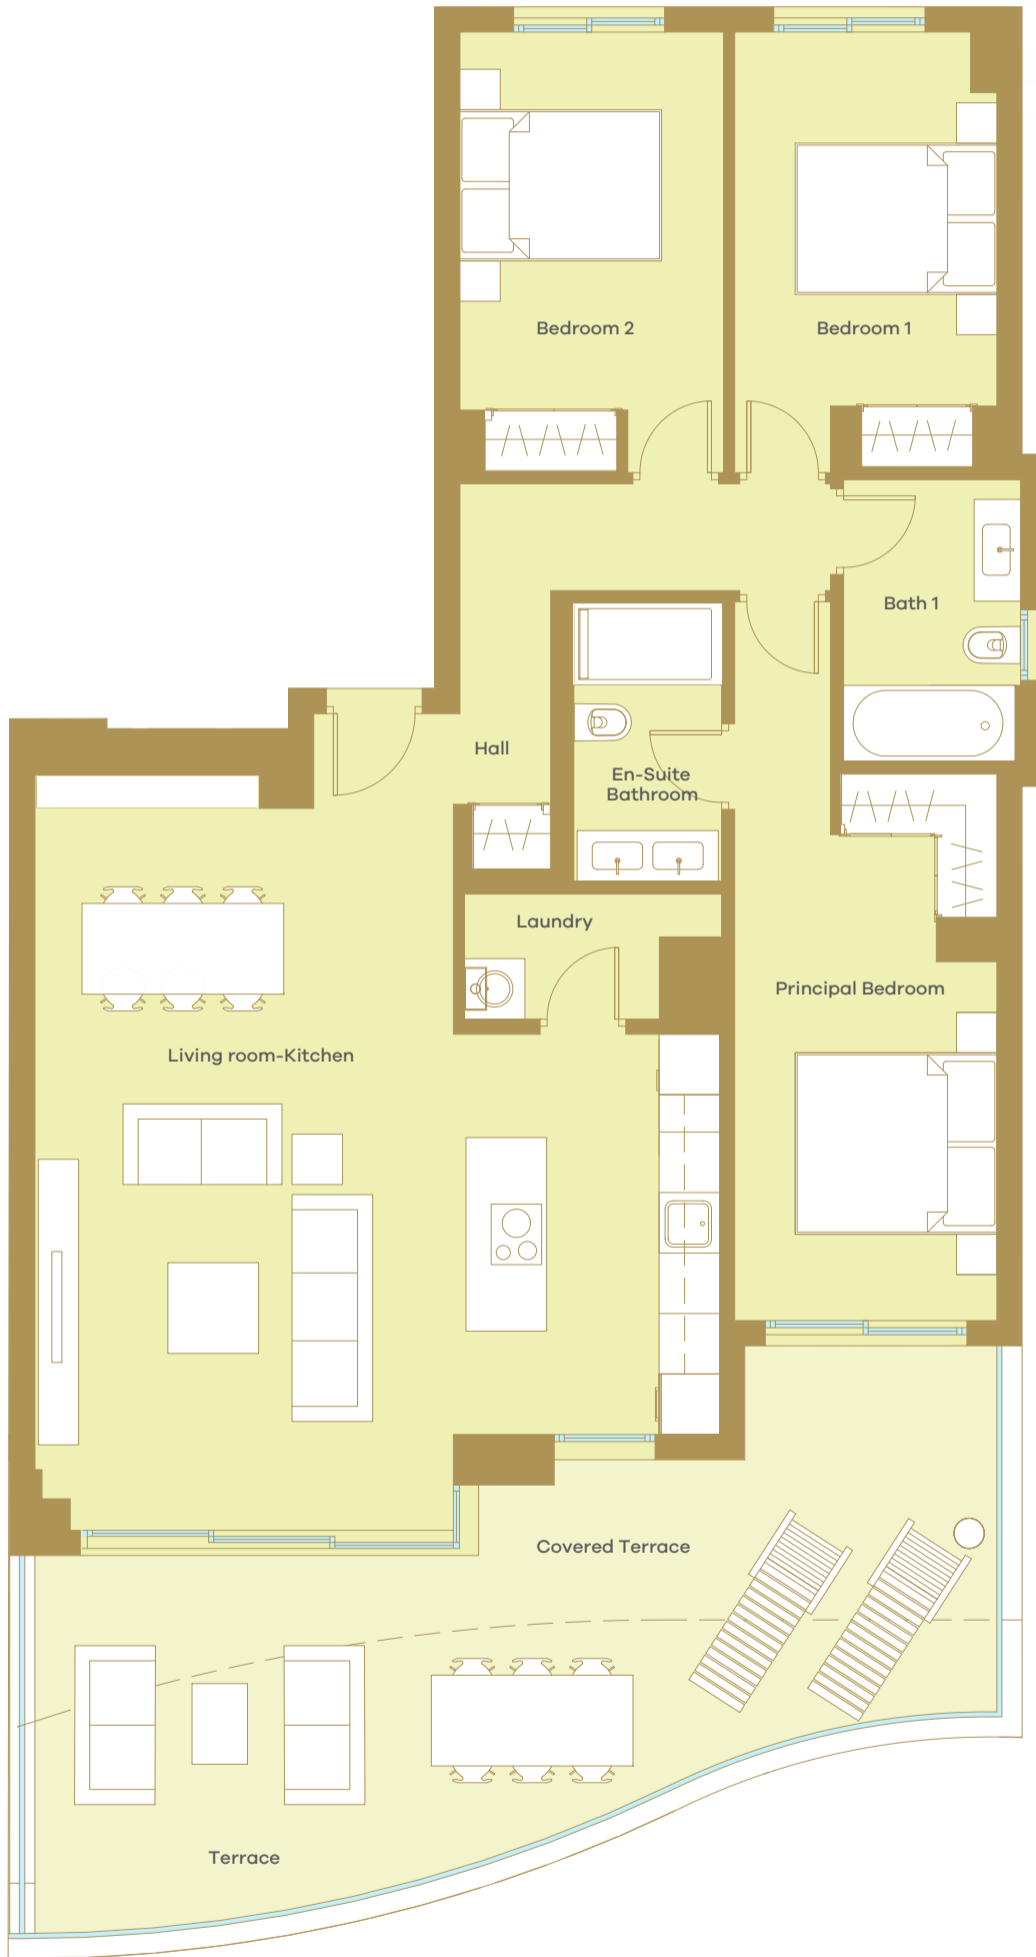 Bedroom 2
Bedroom 1
Bath 1
Hall
En-Suite
Bathroom
Laundry
Principal Bedroom
Living room-Kitchen
Covered Terrace
Terrace